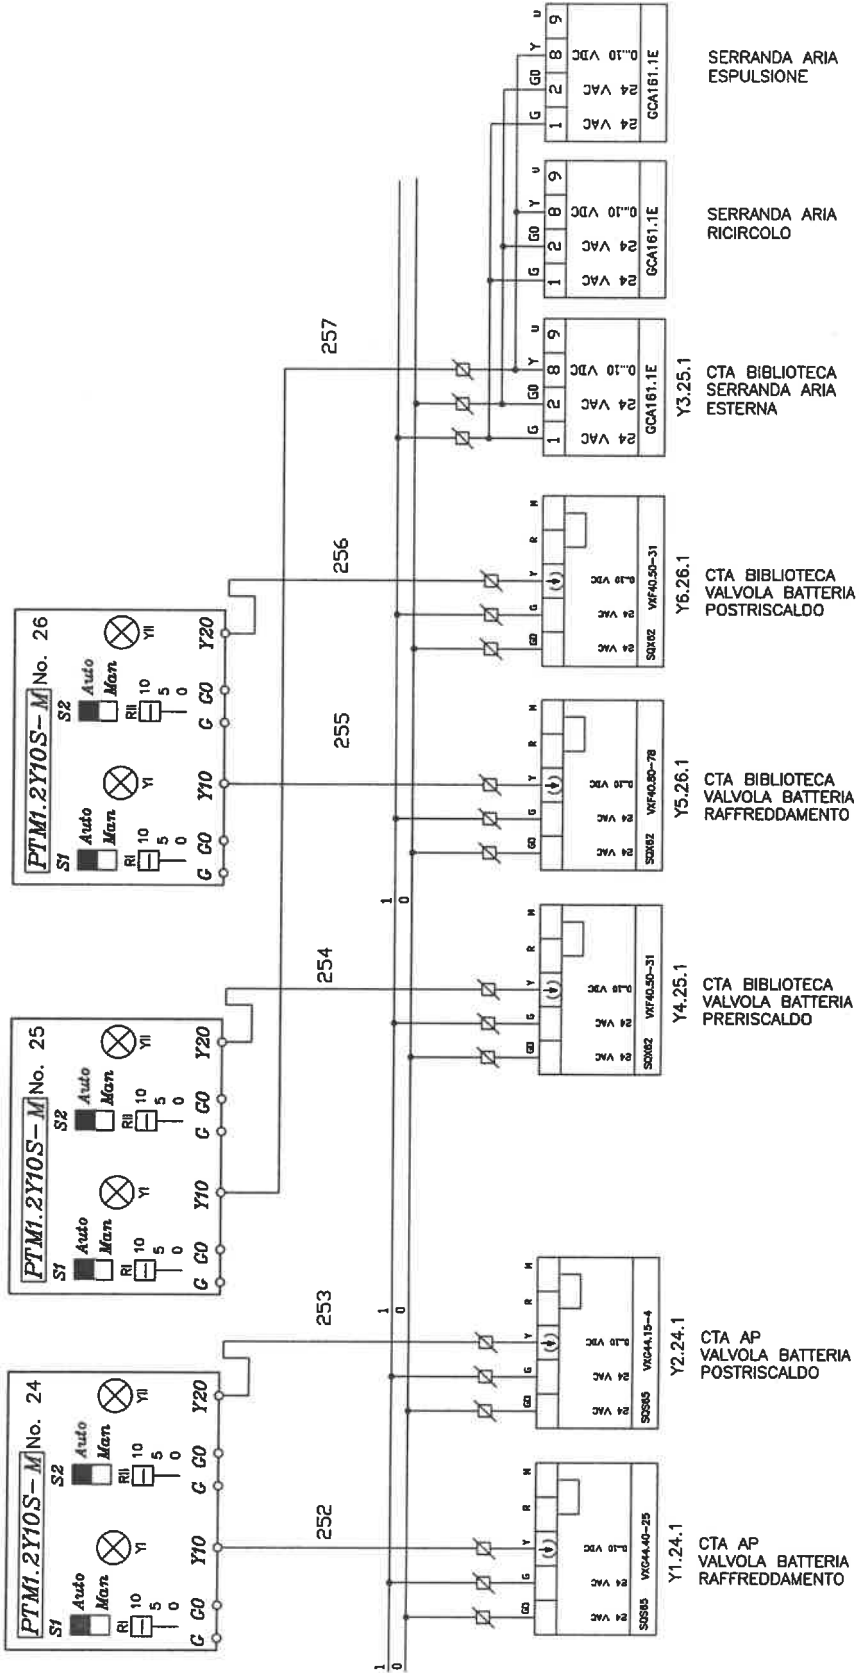 PTM1.2Y10S-M No. 24
S1 Auto Man
RI 10 5 0
YI
S2 Auto Man
RII 10 5 0
YII
G G0 Y10 G G0 Y20
PTM1.2Y10S-M No. 25
S1 Auto Man
RI 10 5 0
YI
S2 Auto Man
RII 10 5 0
YII
G G0 Y10 G G0 Y20
PTM1.2Y10S-M No. 26
S1 Auto Man
RI 10 5 0
YI
S2 Auto Man
RII 10 5 0
YII
G G0 Y10 G G0 Y20
252
253
254
255
256
257
1
0
1
0
1
0
G0 G Y R M
24 VAC 24 VAC 0..10 VDC
SQS65 VXG44.40-25
Y1.24.1
CTA AP
VALVOLA BATTERIA
RAFFREDDAMENTO
G0 G Y R M
24 VAC 24 VAC 0..10 VDC
SQS65 VXG44.15-4
Y2.24.1
CTA AP
VALVOLA BATTERIA
POSTRISCALDO
G0 G Y R M
24 VAC 24 VAC 0..10 VDC
SQX62 VXF40.50-31
Y4.25.1
CTA BIBLIOTECA
VALVOLA BATTERIA
PRERISCALDO
G0 G Y R M
24 VAC 24 VAC 0..10 VDC
SQX62 VXF40.80-78
Y5.26.1
CTA BIBLIOTECA
VALVOLA BATTERIA
RAFFREDDAMENTO
G0 G Y R M
24 VAC 24 VAC 0..10 VDC
SQX62 VXF40.50-31
Y6.26.1
CTA BIBLIOTECA
VALVOLA BATTERIA
POSTRISCALDO
G G0 Y U
1 2 8 9
24 VAC 24 VAC 0...10 VDC
GCA161.1E
Y3.25.1
CTA BIBLIOTECA
SERRANDA ARIA
ESTERNA
G G0 Y U
1 2 8 9
24 VAC 24 VAC 0...10 VDC
GCA161.1E
SERRANDA ARIA
RICIRCOLO
G G0 Y U
1 2 8 9
24 VAC 24 VAC 0...10 VDC
GCA161.1E
SERRANDA ARIA
ESPULSIONE